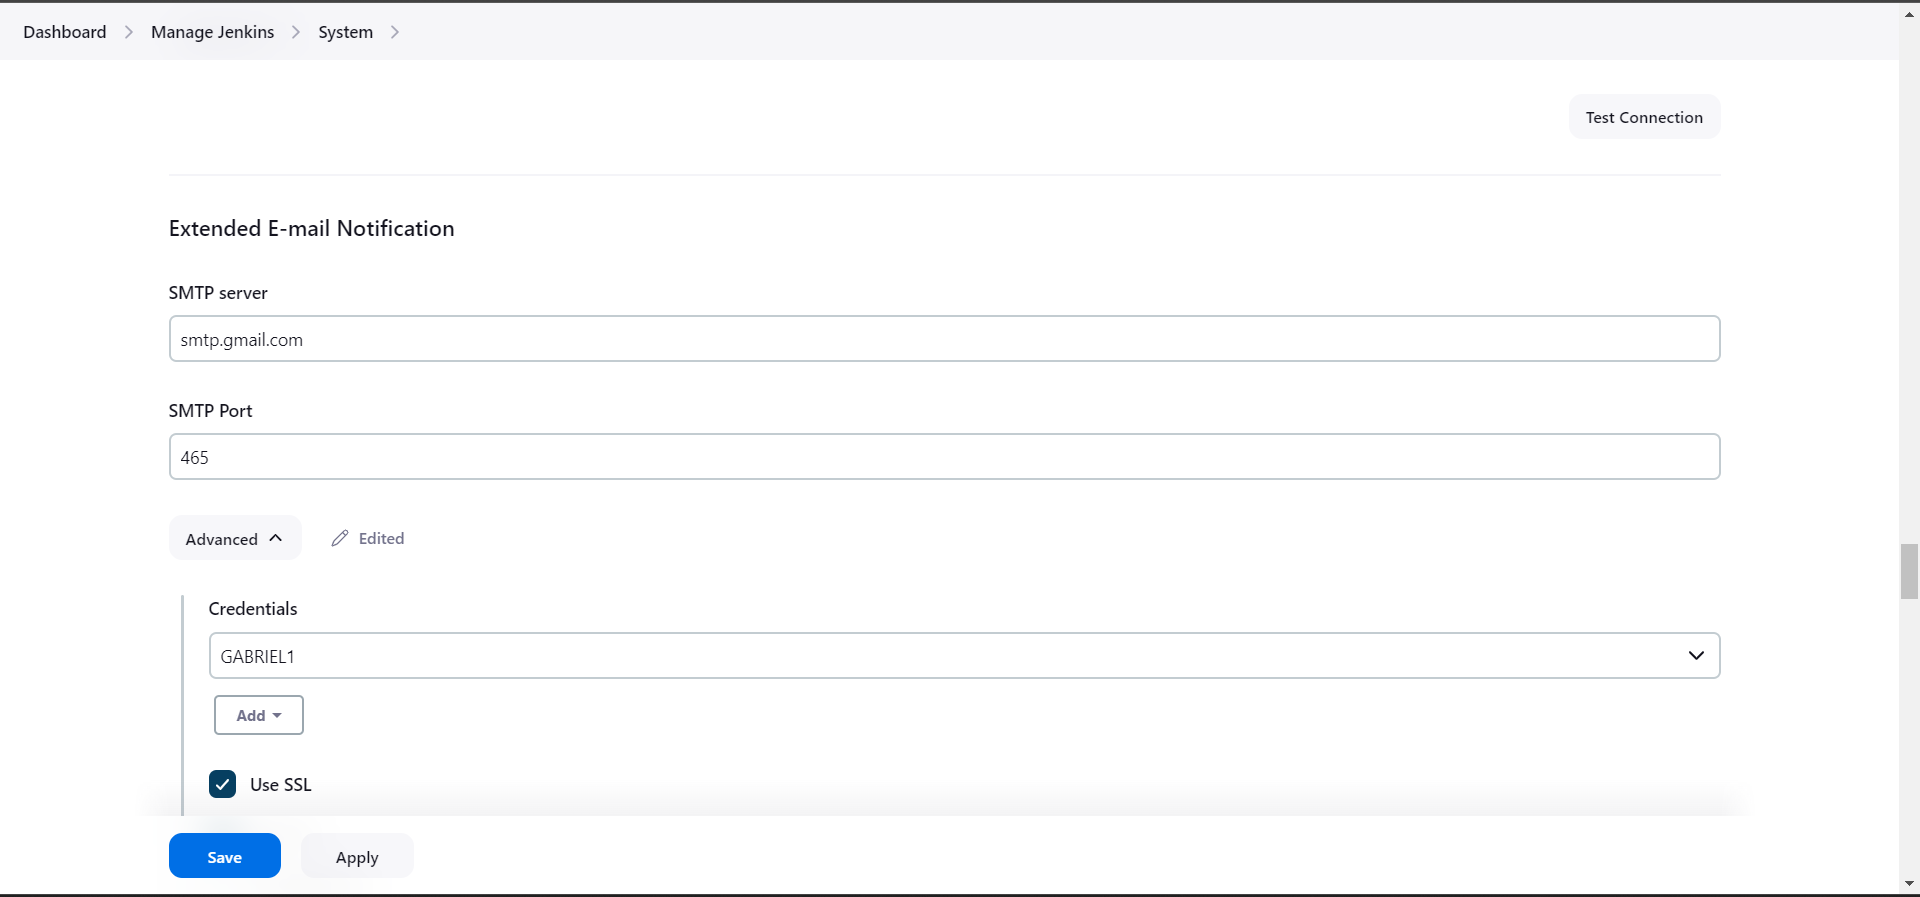 Dashboard > Manage Jenkins > System >
Test Connection
Extended E-mail Notification
SMTP server
smtp.gmail.com
SMTP Port
465
Advanced Edited
Credentials
GABRIEL1
Add
Use SSL
Save Apply